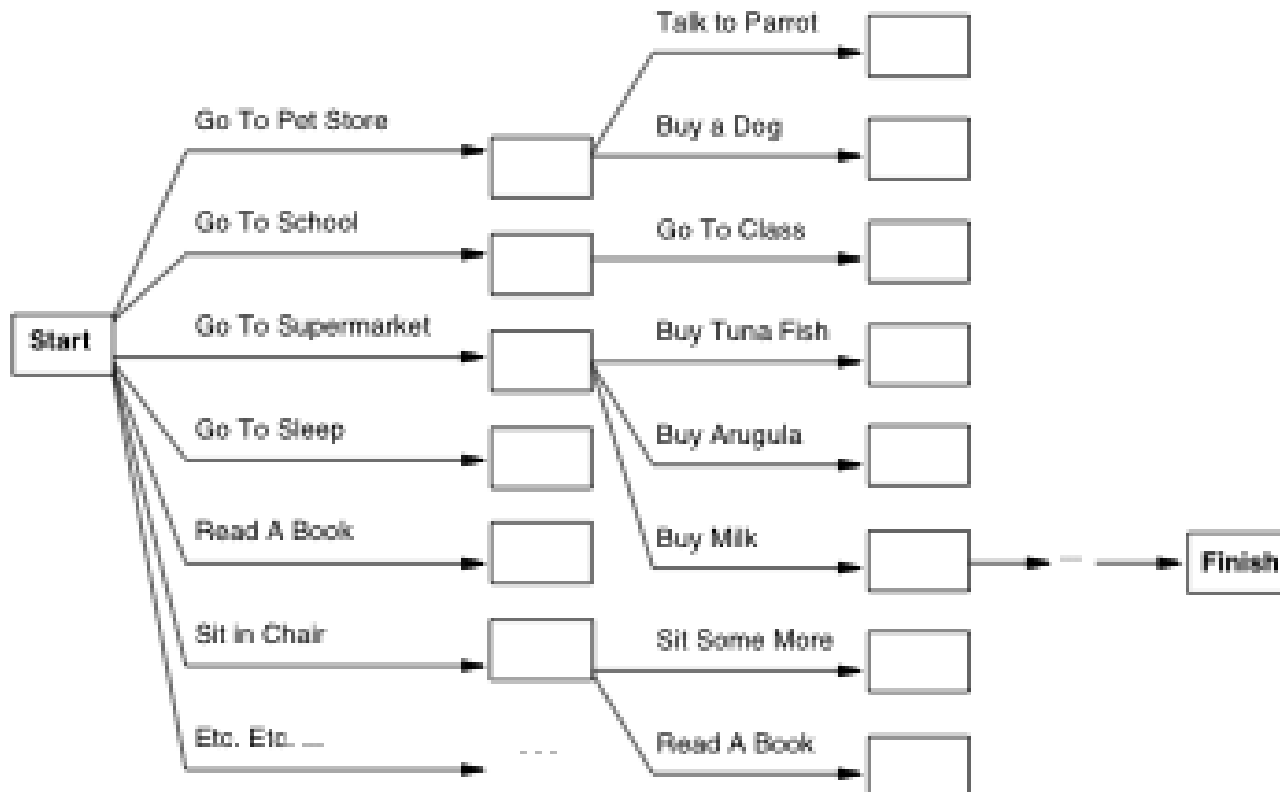 Talk to Parrot
Go To Pet Store
Buy a Dog
Go To School
Go To Class
Start
Go To Supermarket
Buy Tuna Fish
Go To Sleep
Buy Arugula
Read A Book
Buy Milk
Finish
Sit in Chair
Sit Some More
Etc. Etc. ...
Read A Book